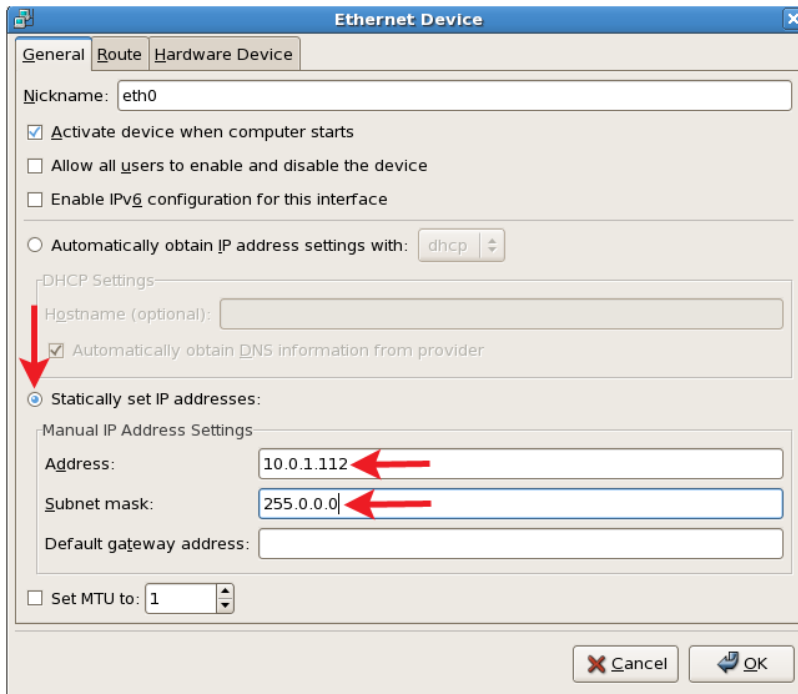 Ethernet Device
General Route Hardware Device
Nickname: eth0
Activate device when computer starts
Allow all users to enable and disable the device
Enable IPv6 configuration for this interface
Automatically obtain IP address settings with: dhcp
DHCP Settings
Hostname (optional):
Automatically obtain DNS information from provider
Statically set IP addresses:
Manual IP Address Settings
Address: 10.0.1.112
Subnet mask: 255.0.0.0
Default gateway address:
Set MTU to: 1
Cancel OK